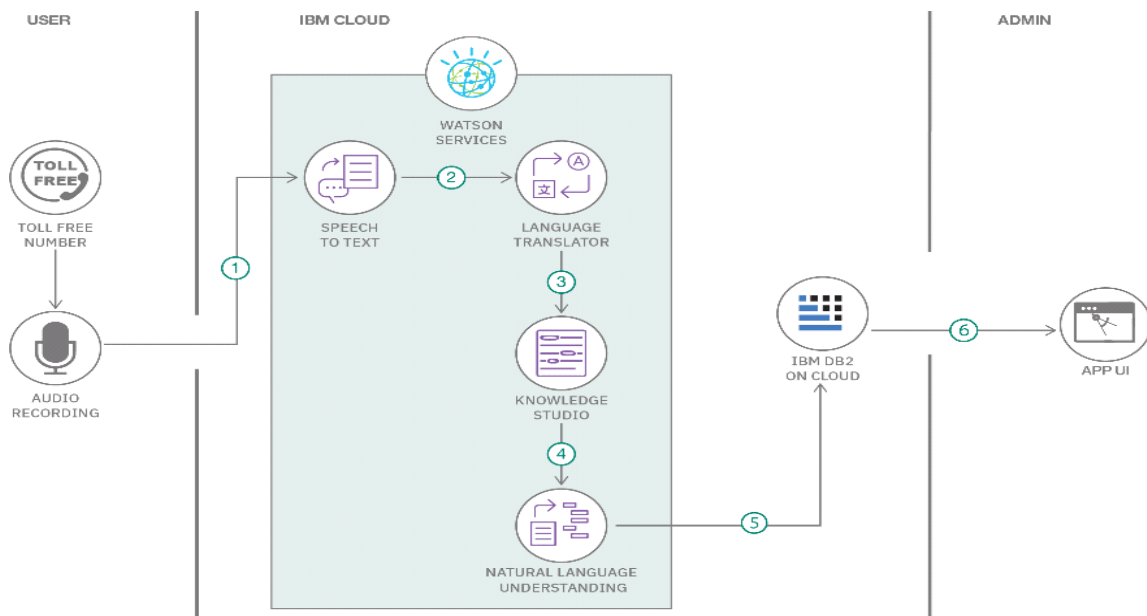 USER
IBM CLOUD
ADMIN
WATSON
SERVICES
TOLL
FREE
TOLL FREE
NUMBER
AUDIO
RECORDING
1
SPEECH
TO TEXT
2
A
文
LANGUAGE
TRANSLATOR
3
KNOWLEDGE
STUDIO
4
NATURAL LANGUAGE
UNDERSTANDING
5
IBM DB2
ON CLOUD
6
APP UI